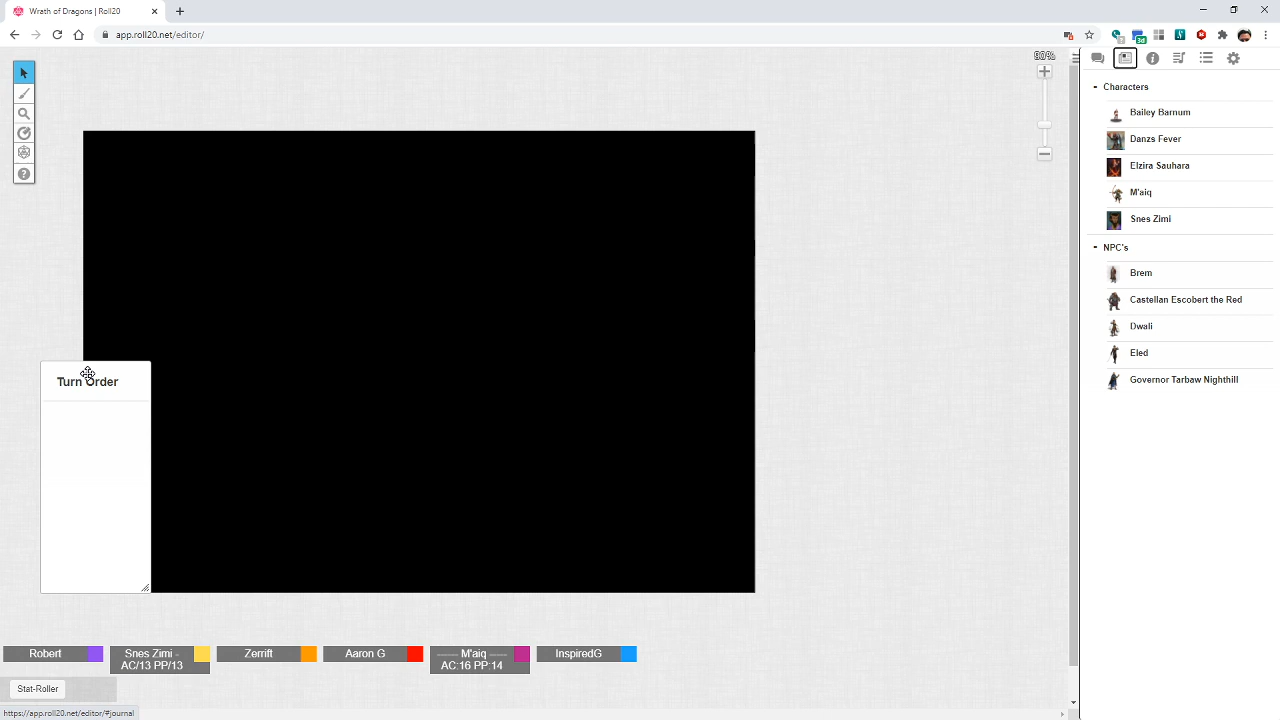 Wrath of Dragons | Roll20
app.roll20.net/editor/
3d
80%
Characters
Bailey Barnum
Danzs Fever
Elzira Sauhara
M'aiq
Snes Zimi
NPC's
Brem
Castellan Escobert the Red
Dwali
Eled
Governor Tarbaw Nighthill
Turn Order
Robert
Snes Zimi -
AC/13 PP/13
Zerrift
Aaron G
------- M'aiq -------
AC:16 PP:14
InspiredG
Stat-Roller
https://app.roll20.net/editor/#journal